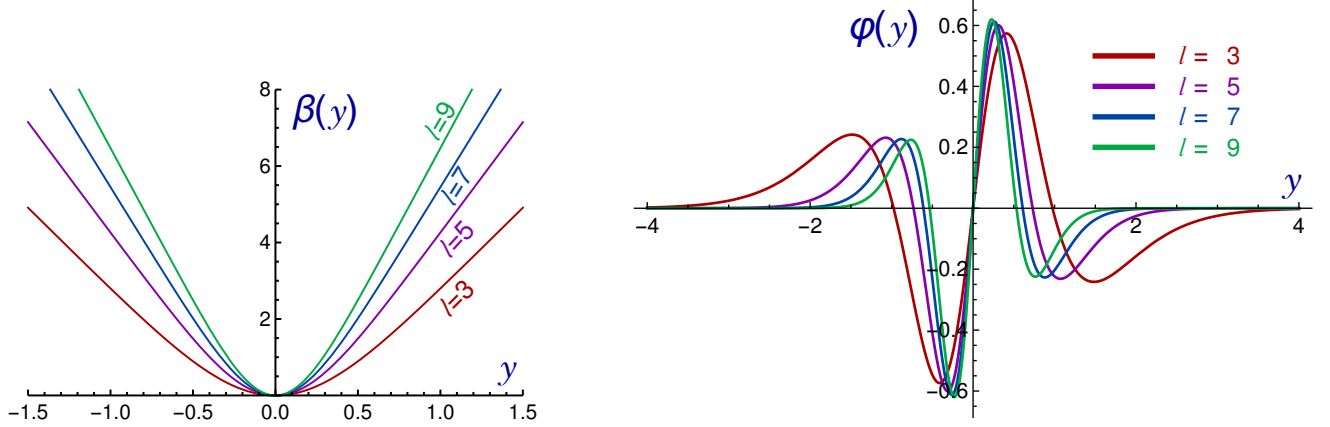 β(y)
8
6
4
2
l=9
l=7
l=5
l=3
y
−1.5 −1.0 −0.5 0.0 0.5 1.0 1.5
φ(y)
0.6
0.4
0.2
−0.2
−0.4
−0.6
l = 3
l = 5
l = 7
l = 9
y
−4 −2 2 4